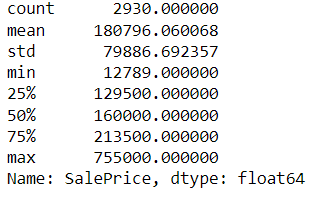 count 2930.000000
mean 180796.060068
std 79886.692357
min 12789.000000
25% 129500.000000
50% 160000.000000
75% 213500.000000
max 755000.000000
Name: SalePrice, dtype: float64